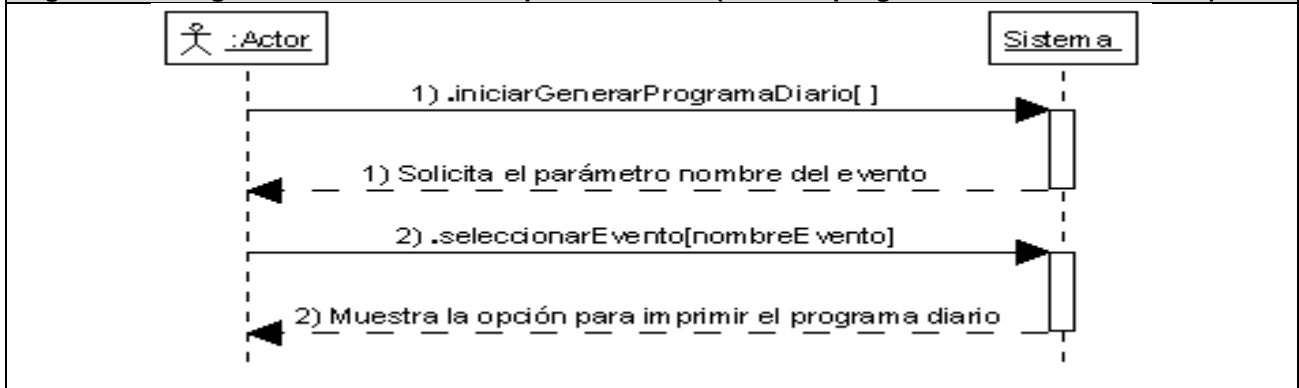 :Actor
Sistema
1) .iniciarGenerarProgramaDiario[ ]
1) Solicita el parámetro nombre del evento
2) .seleccionarEvento[nombreEvento]
2) Muestra la opción para imprimir el programa diario